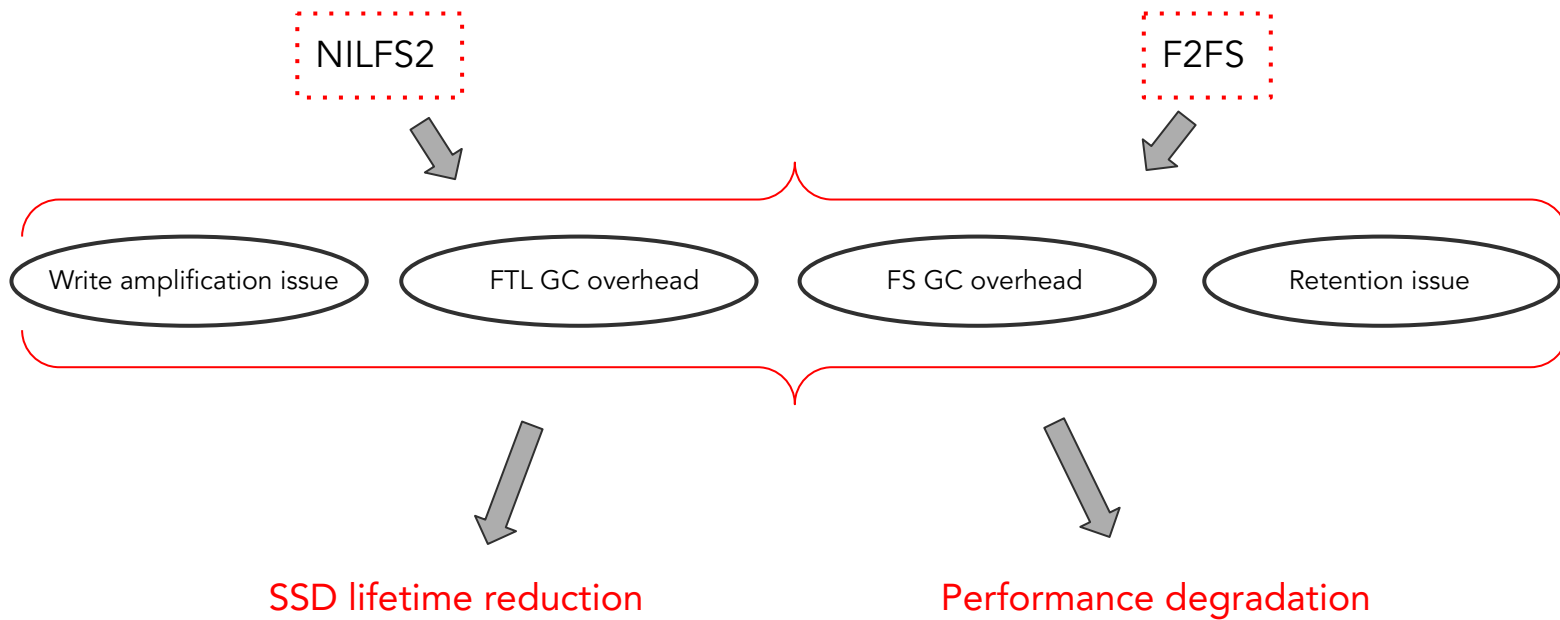 NILFS2
F2FS
Write amplification issue
FTL GC overhead
FS GC overhead
Retention issue
SSD lifetime reduction
Performance degradation